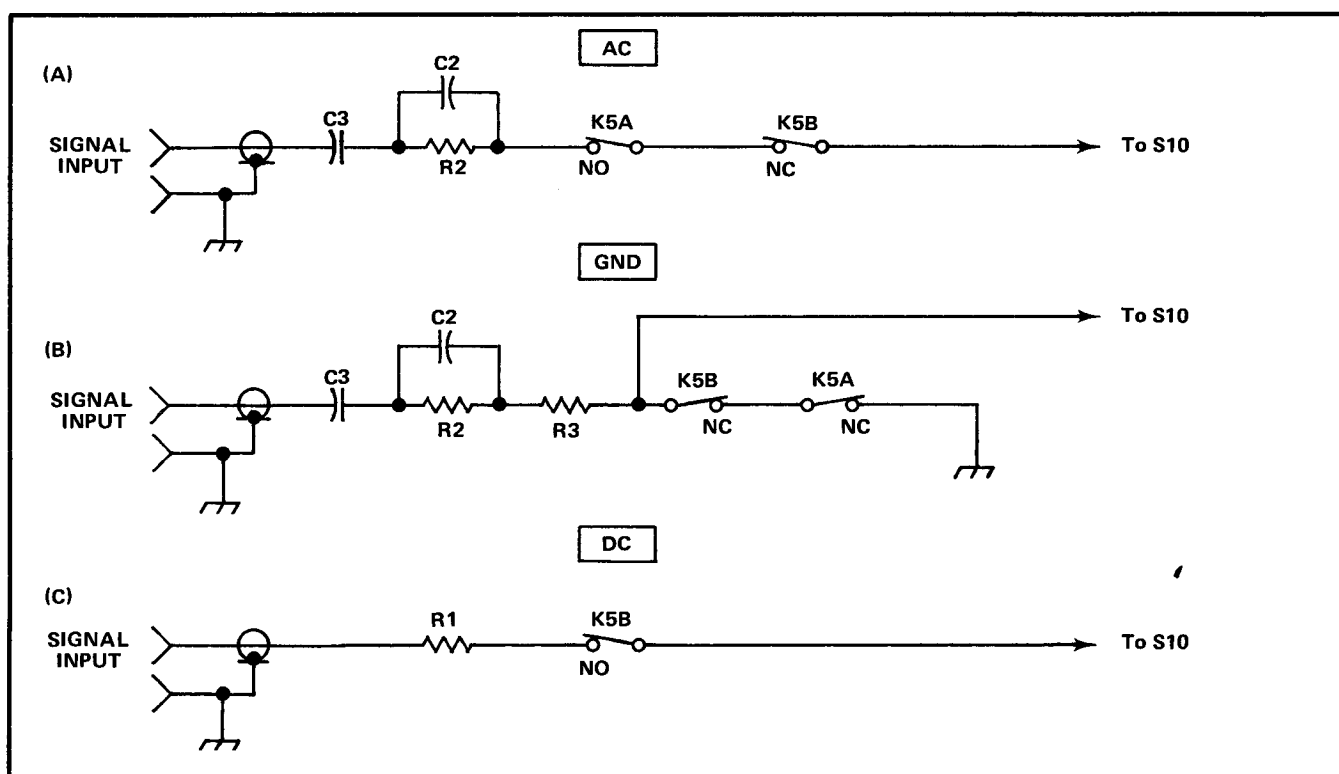 AC
(A)
C2
C3
K5A
K5B
SIGNAL
INPUT
R2
NO
NC
To S10
GND
To S10
(B)
C2
C3
K5B
K5A
SIGNAL
INPUT
R2
R3
NC
NC
DC
(C)
R1
K5B
SIGNAL
INPUT
NO
To S10